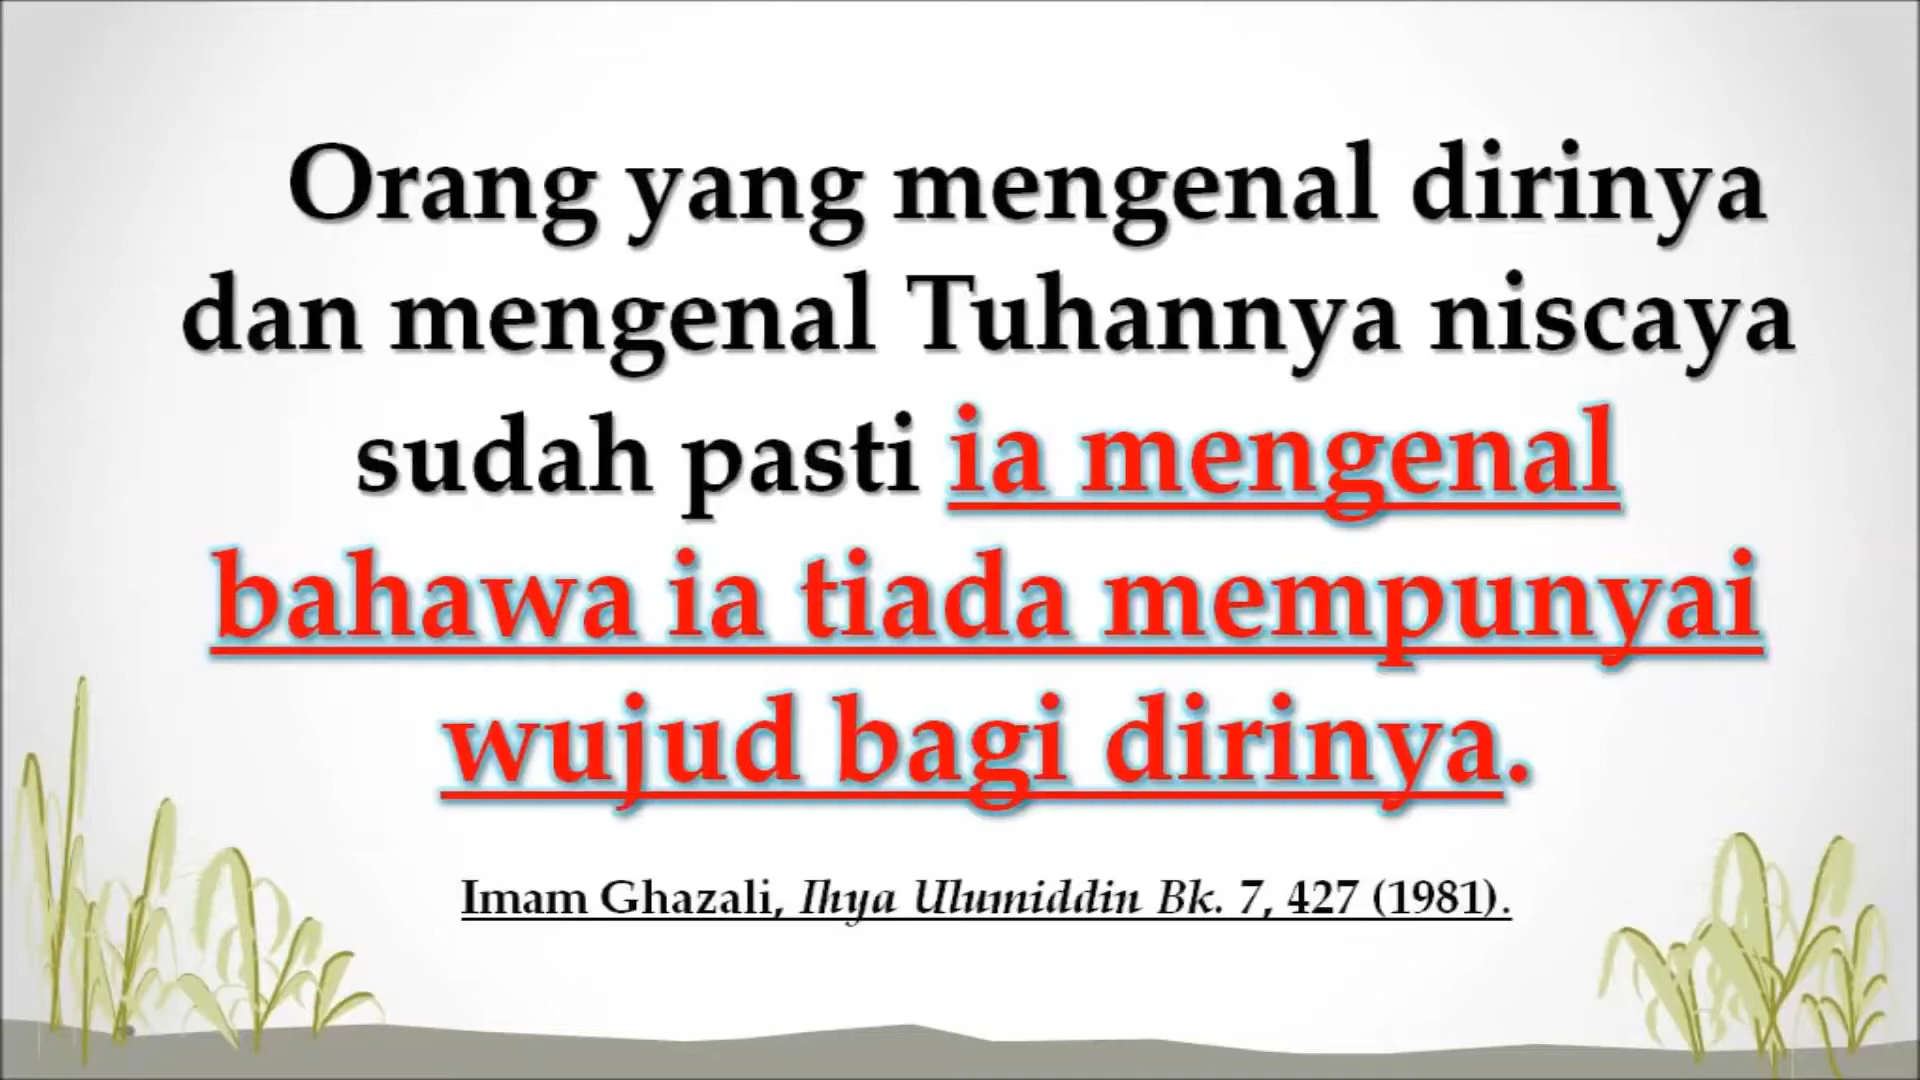 Orang yang mengenal dirinya
dan mengenal Tuhannya niscaya
sudah pasti ia mengenal
bahawa ia tiada mempunyai
wujud bagi dirinya.
Imam Ghazali, Ihya Ulumiddin Bk. 7, 427 (1981).